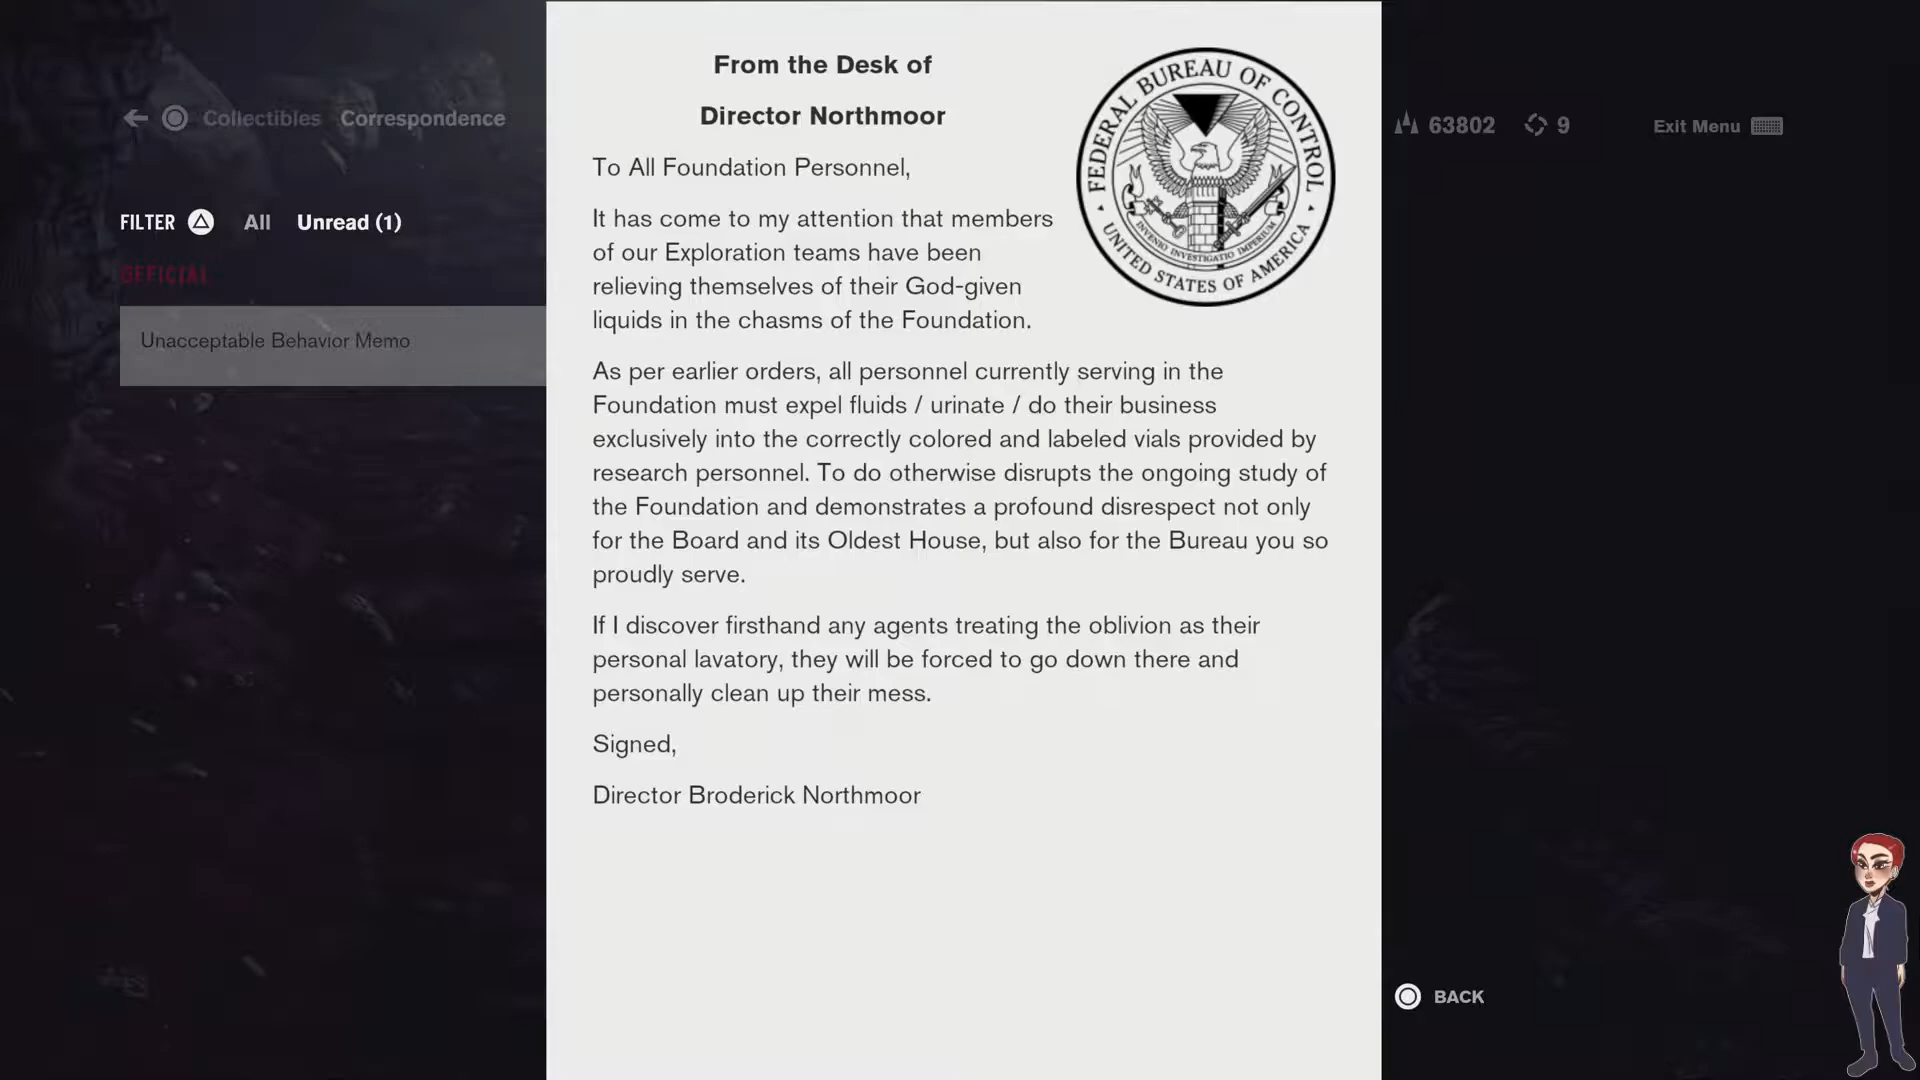 From the Desk of
Director Northmoor
FEDERAL BUREAU OF CONTROL
UNITED STATES OF AMERICA
INVENIO INVESTIGATIO IMPERIUM
Collectibles Correspondence
63802 9 Exit Menu
To All Foundation Personnel,
It has come to my attention that members
of our Exploration teams have been
relieving themselves of their God-given
liquids in the chasms of the Foundation.
FILTER All Unread (1)
OFFICIAL
Unacceptable Behavior Memo
As per earlier orders, all personnel currently serving in the
Foundation must expel fluids / urinate / do their business
exclusively into the correctly colored and labeled vials provided by
research personnel. To do otherwise disrupts the ongoing study of
the Foundation and demonstrates a profound disrespect not only
for the Board and its Oldest House, but also for the Bureau you so
proudly serve.
If I discover firsthand any agents treating the oblivion as their
personal lavatory, they will be forced to go down there and
personally clean up their mess.
Signed,
Director Broderick Northmoor
BACK